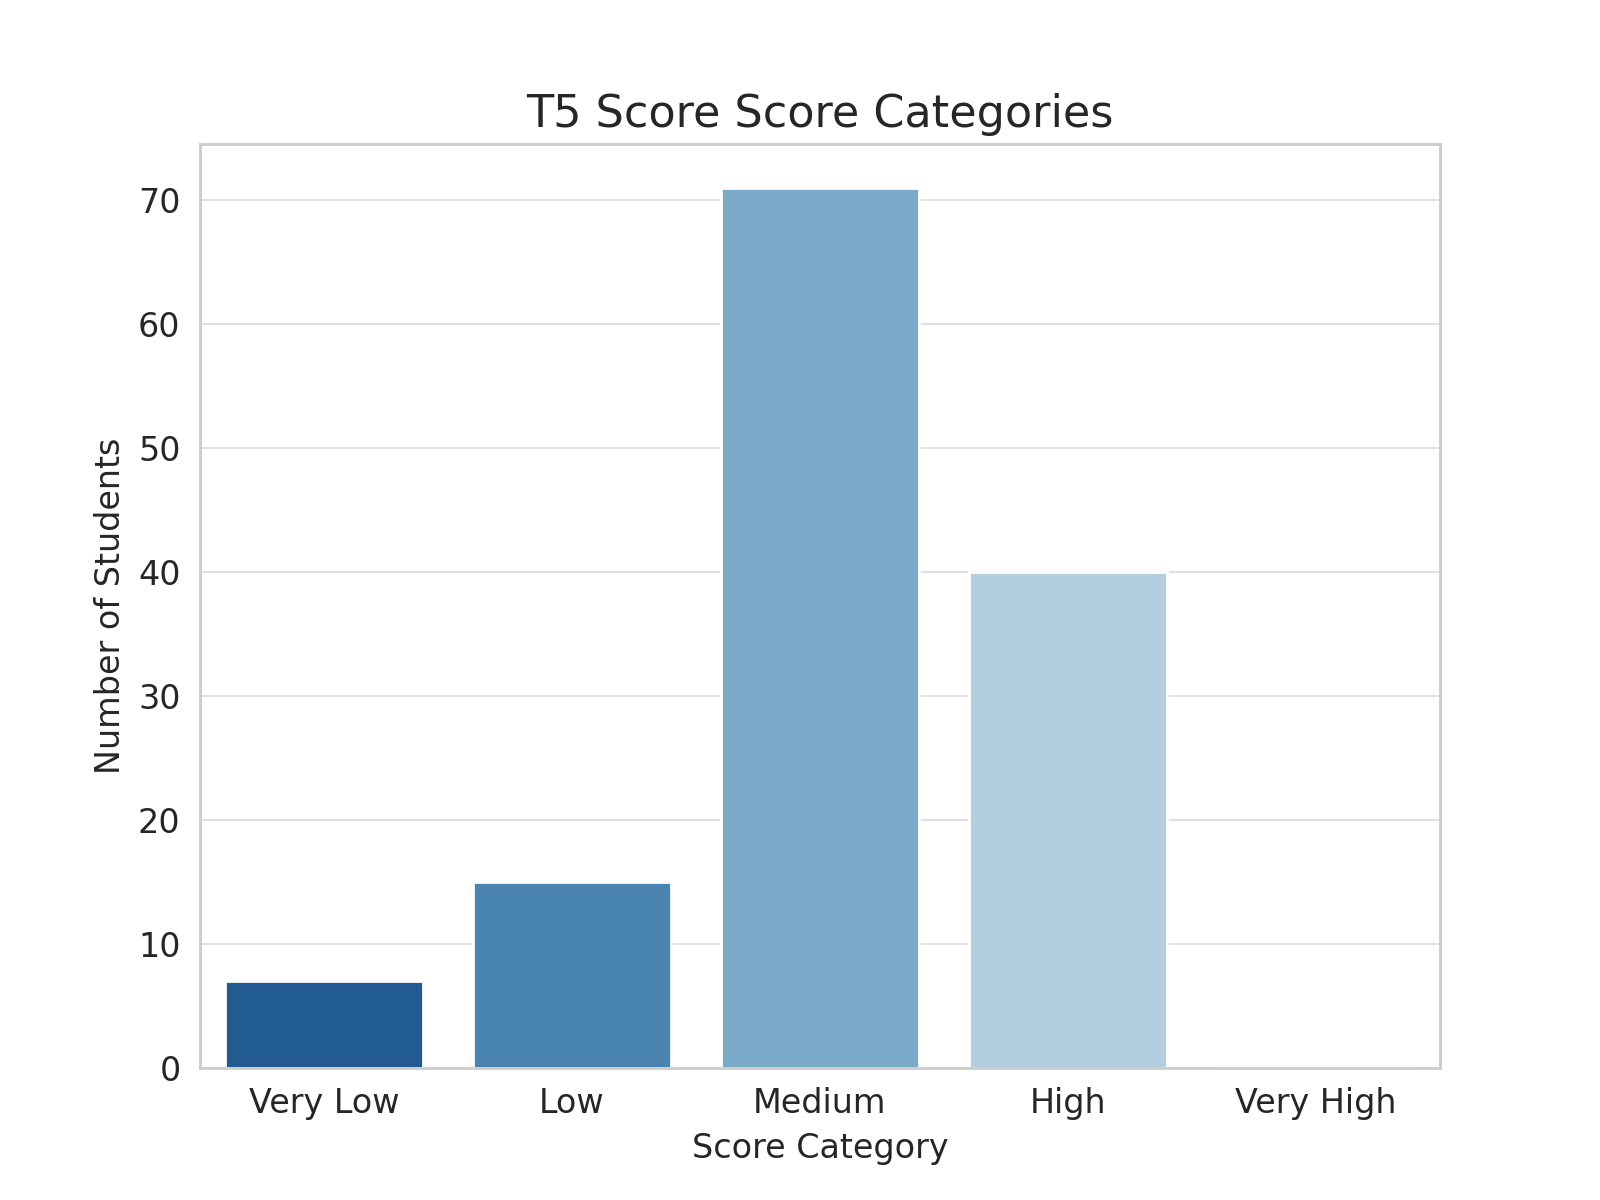 T5 Score Score Categories
70
60
50
40
30
20
10
0
Number of Students
Very Low Low Medium High Very High
Score Category